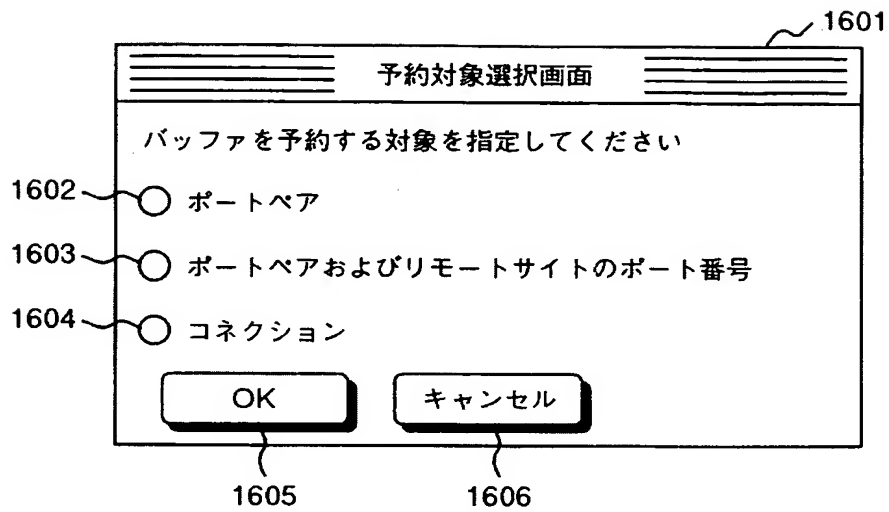 1601
予約対象選択画面
バッファを予約する対象を指定してください
1602 ポートペア
1603 ポートペアおよびリモートサイトのポート番号
1604 コネクション
OK キャンセル
1605 1606